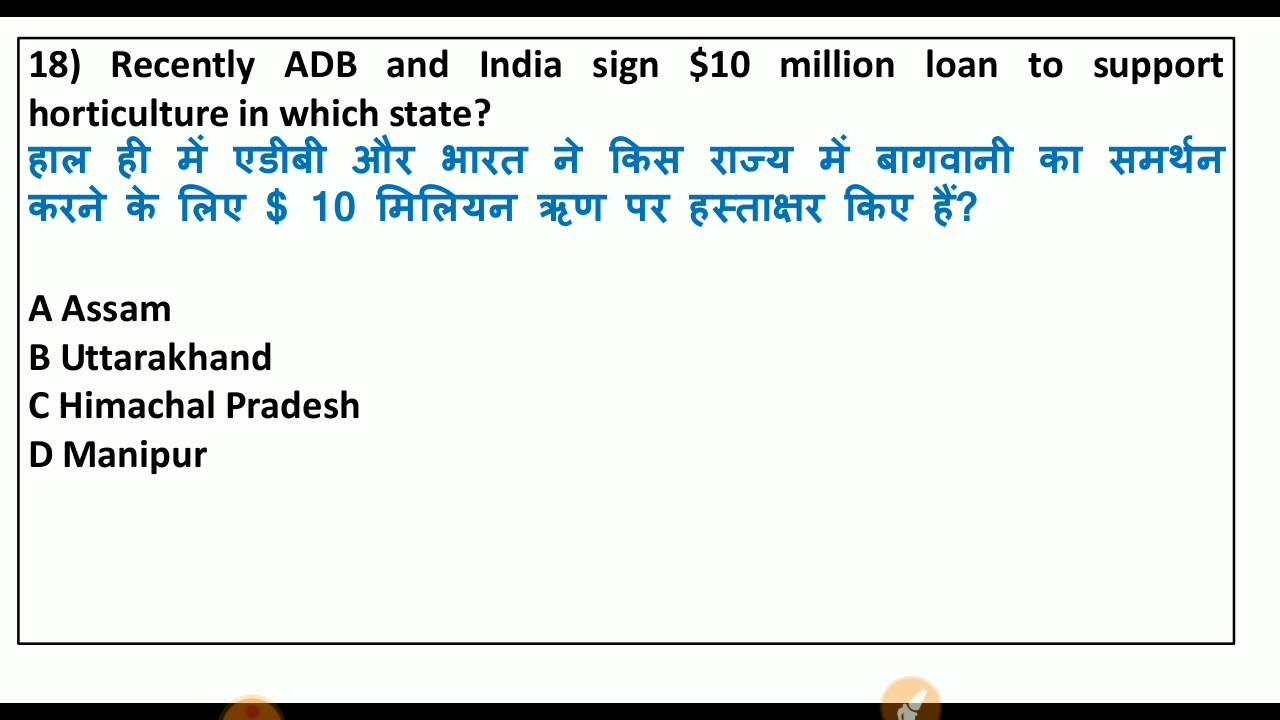 18) Recently ADB and India sign $10 million loan to support
horticulture in which state?
हाल ही में एडीबी और भारत ने किस राज्य में बागवानी का समर्थन
करने के लिए $ 10 मिलियन ऋण पर हस्ताक्षर किए हैं?
A Assam
B Uttarakhand
C Himachal Pradesh
D Manipur